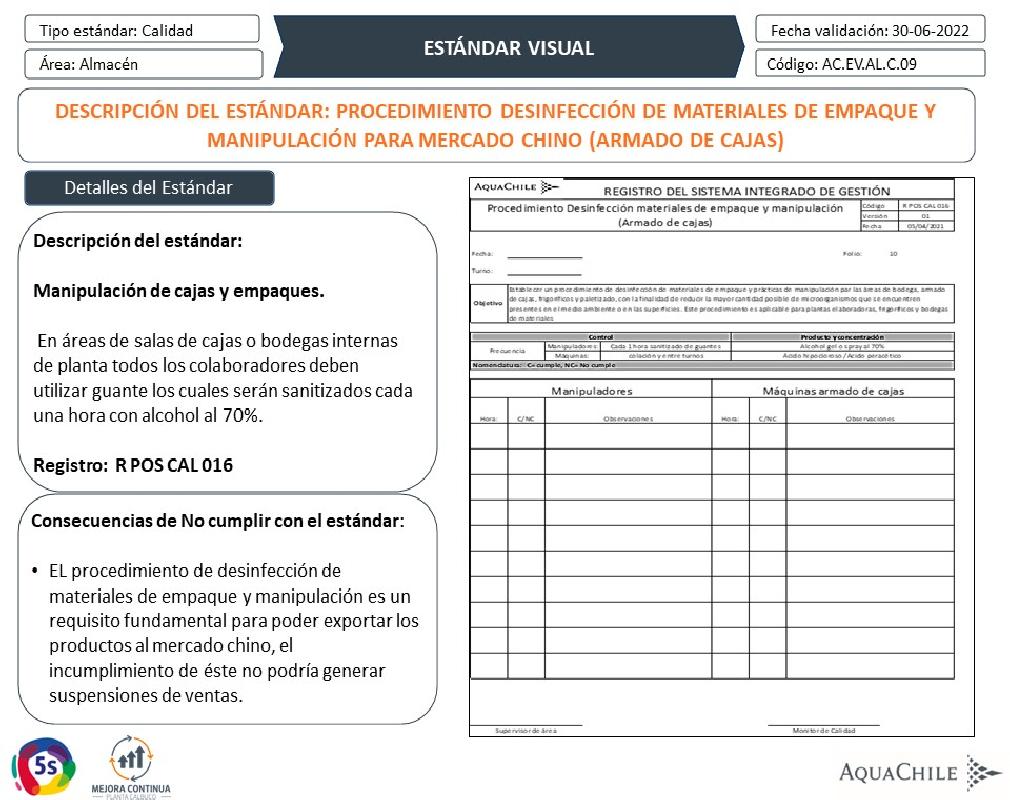 Tipo estándar: Calidad
Área: Almacén
ESTÁNDAR VISUAL
Fecha validación: 30-06-2022
Código: AC.EV.AL.C.09
DESCRIPCIÓN DEL ESTÁNDAR: PROCEDIMIENTO DESINFECCIÓN DE MATERIALES DE EMPAQUE Y
MANIPULACIÓN PARA MERCADO CHINO (ARMADO DE CAJAS)
Detalles del Estándar
Descripción del estándar:
Manipulación de cajas y empaques.
En áreas de salas de cajas o bodegas internas
de planta todos los colaboradores deben
utilizar guante los cuales serán sanitizados cada
una hora con alcohol al 70%.
Registro: R POS CAL 016
Consecuencias de No cumplir con el estándar:
• EL procedimiento de desinfección de
materiales de empaque y manipulación es un
requisito fundamental para poder exportar los
productos al mercado chino, el
incumplimiento de éste no podría generar
suspensiones de ventas.
AQUACHILE
REGISTRO DEL SISTEMA INTEGRADO DE GESTIÓN
Procedimiento Desinfección materiales de empaque y manipulación
(Armado de cajas)
Código R POS CAL 016
Versión 01
Fecha 05/04/2021
Fecha:
Folio: 10
Turno:
Objetivo
Establecer un procedimiento de desinfección de materiales de empaque y prácticas de manipulación par las áreas de bodega, armado
de cajas, frigoríficos y paletizado, con la finalidad de reducir la mayor cantidad posible de microorganismos que se encuentren
presentes en el medio ambiente o en las superficies. Este procedimiento es aplicable para plantas elaboradoras, frigoríficos y bodegas
de materiales
Control Producto y concentración
Frecuencia:
Manipuladores: Cada 1 hora sanitizado de guantes Alcohol gel o spray al 70%
Máquinas: colación y entre turnos Ácido hipocloroso /Ácido peracético
Nomenclatura: C= cumple, NC= No cumple
Manipuladores Máquinas armado de cajas
Hora: C/NC Observaciones Hora: C/NC Observaciones
Supervisor de área Monitor de Calidad
5s
MEJORA CONTINUA
PLANTA CALBUCO
AQUACHILE